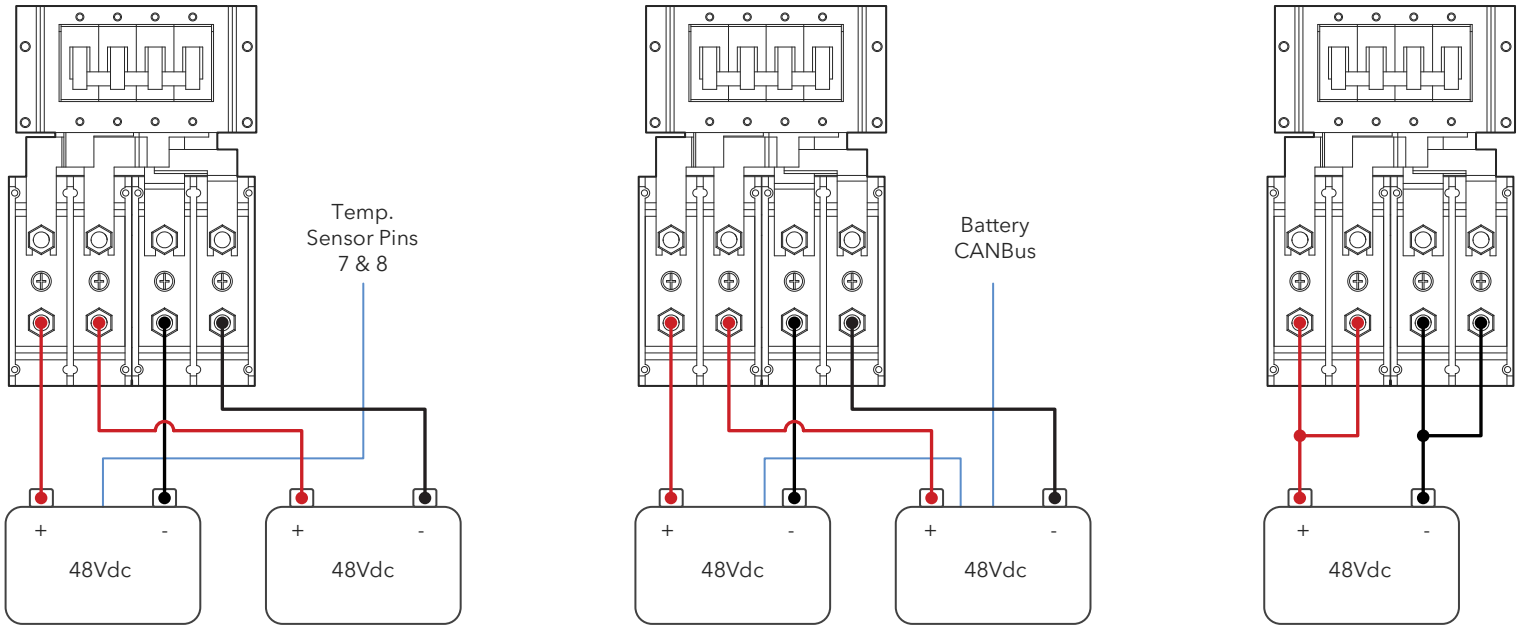 Temp.
Sensor Pins
7 & 8
+ -
48Vdc
+ -
48Vdc
Battery
CANBus
+ -
48Vdc
+ -
48Vdc
+ -
48Vdc